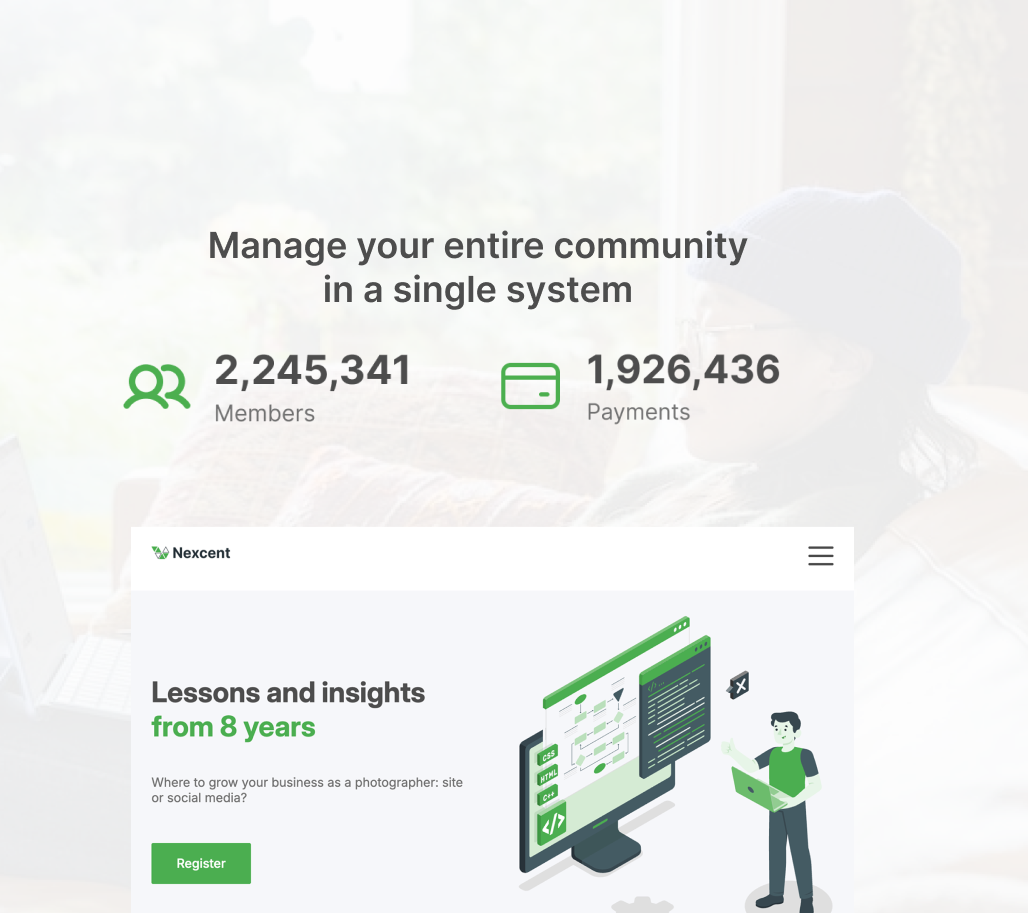 Manage your entire community
in a single system
2,245,341
Members
1,926,436
Payments
Nexcent
Lessons and insights
from 8 years
Where to grow your business as a photographer: site
or social media?
Register
CSS
HTML
C++
</>